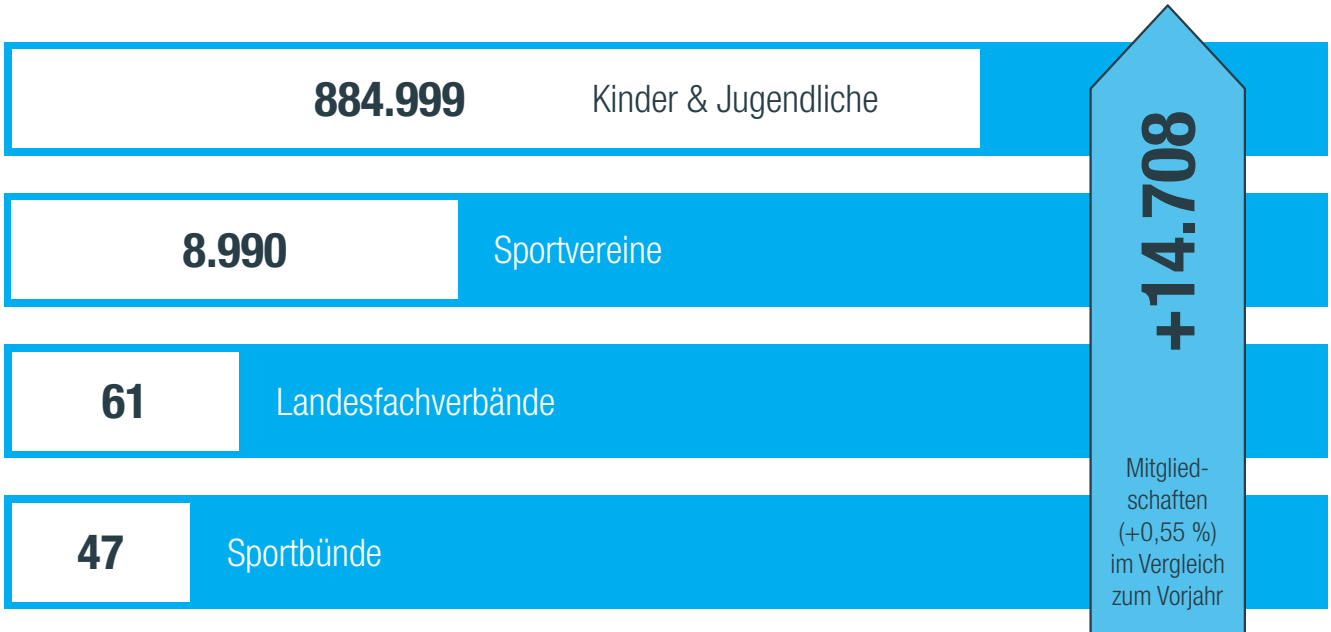 884.999 Kinder & Jugendliche
8.990 Sportvereine
61 Landesfachverbände
47 Sportbünde
+14.708
Mitglied-
schaften
(+0,55 %)
im Vergleich
zum Vorjahr